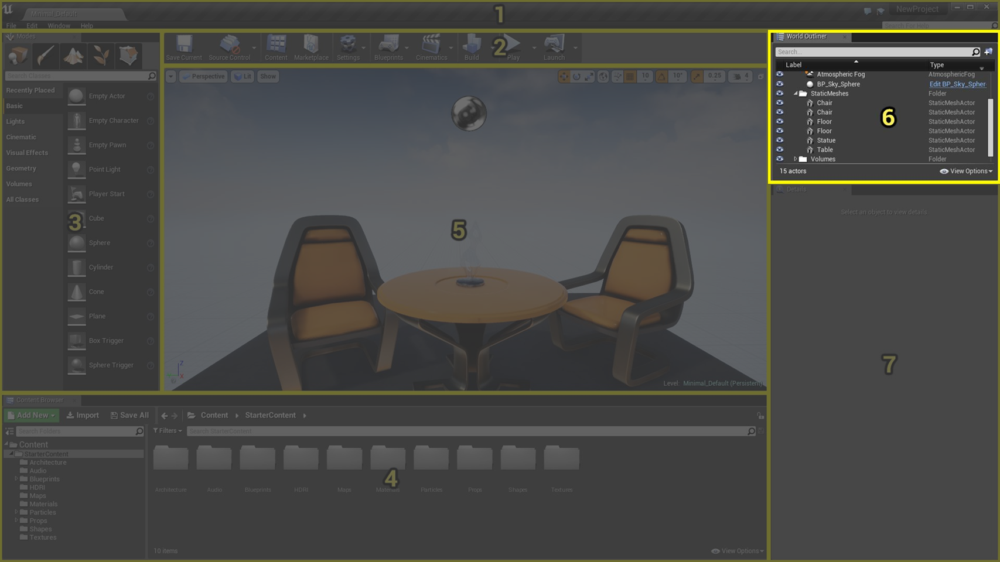 Minimal_Default
1
NewProject
File Edit Window Help
Search For Help
Modes
Search Classes
Recently Placed
Basic
Lights
Cinematic
Visual Effects
Geometry
Volumes
All Classes
Empty Actor
Empty Character
Empty Pawn
Point Light
Player Start
Cube
Sphere
Cylinder
Cone
Plane
Box Trigger
Sphere Trigger
3
Save Current Source Control Content Marketplace Settings Blueprints Cinematics Build Play Launch
2
Perspective Lit Show
10 10° 0.25 4
5
Z
X
Level: Minimal_Default (Persistent)
World Outliner
Search...
Label Type
Atmospheric Fog AtmosphericFog
BP_Sky_Sphere Edit BP_Sky_Spher
StaticMeshes Folder
Chair StaticMeshActor
Chair StaticMeshActor
Floor StaticMeshActor
Floor StaticMeshActor
Statue StaticMeshActor
Table StaticMeshActor
Volumes Folder
6
15 actors View Options
Details
Select an object to view details
7
Content Browser
Add New Import Save All Content StarterContent
Search Folders
Filters Search StarterContent
Content
StarterContent
Architecture
Audio
Blueprints
HDRI
Maps
Materials
Particles
Props
Shapes
Textures
4
Architecture Audio Blueprints HDRI Maps Materials Particles Props Shapes Textures
10 items View Options